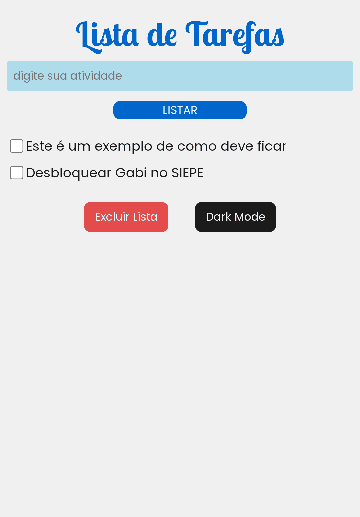 Lista de Tarefas
digite sua atividade
LISTAR
Este é um exemplo de como deve ficar
Desbloquear Gabi no SIEPE
Excluir Lista
Dark Mode